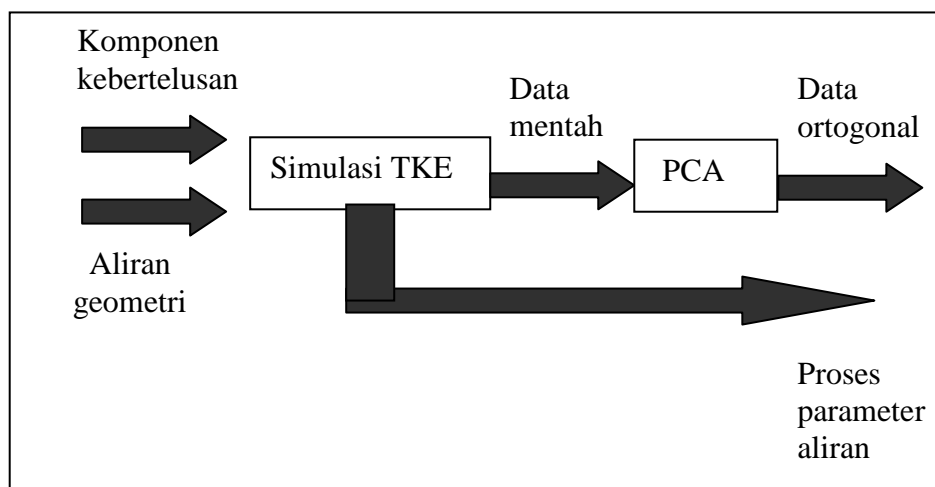 Komponen
kebertelusan
Data
mentah
Data
ortogonal
Simulasi TKE
PCA
Aliran
geometri
Proses
parameter
aliran